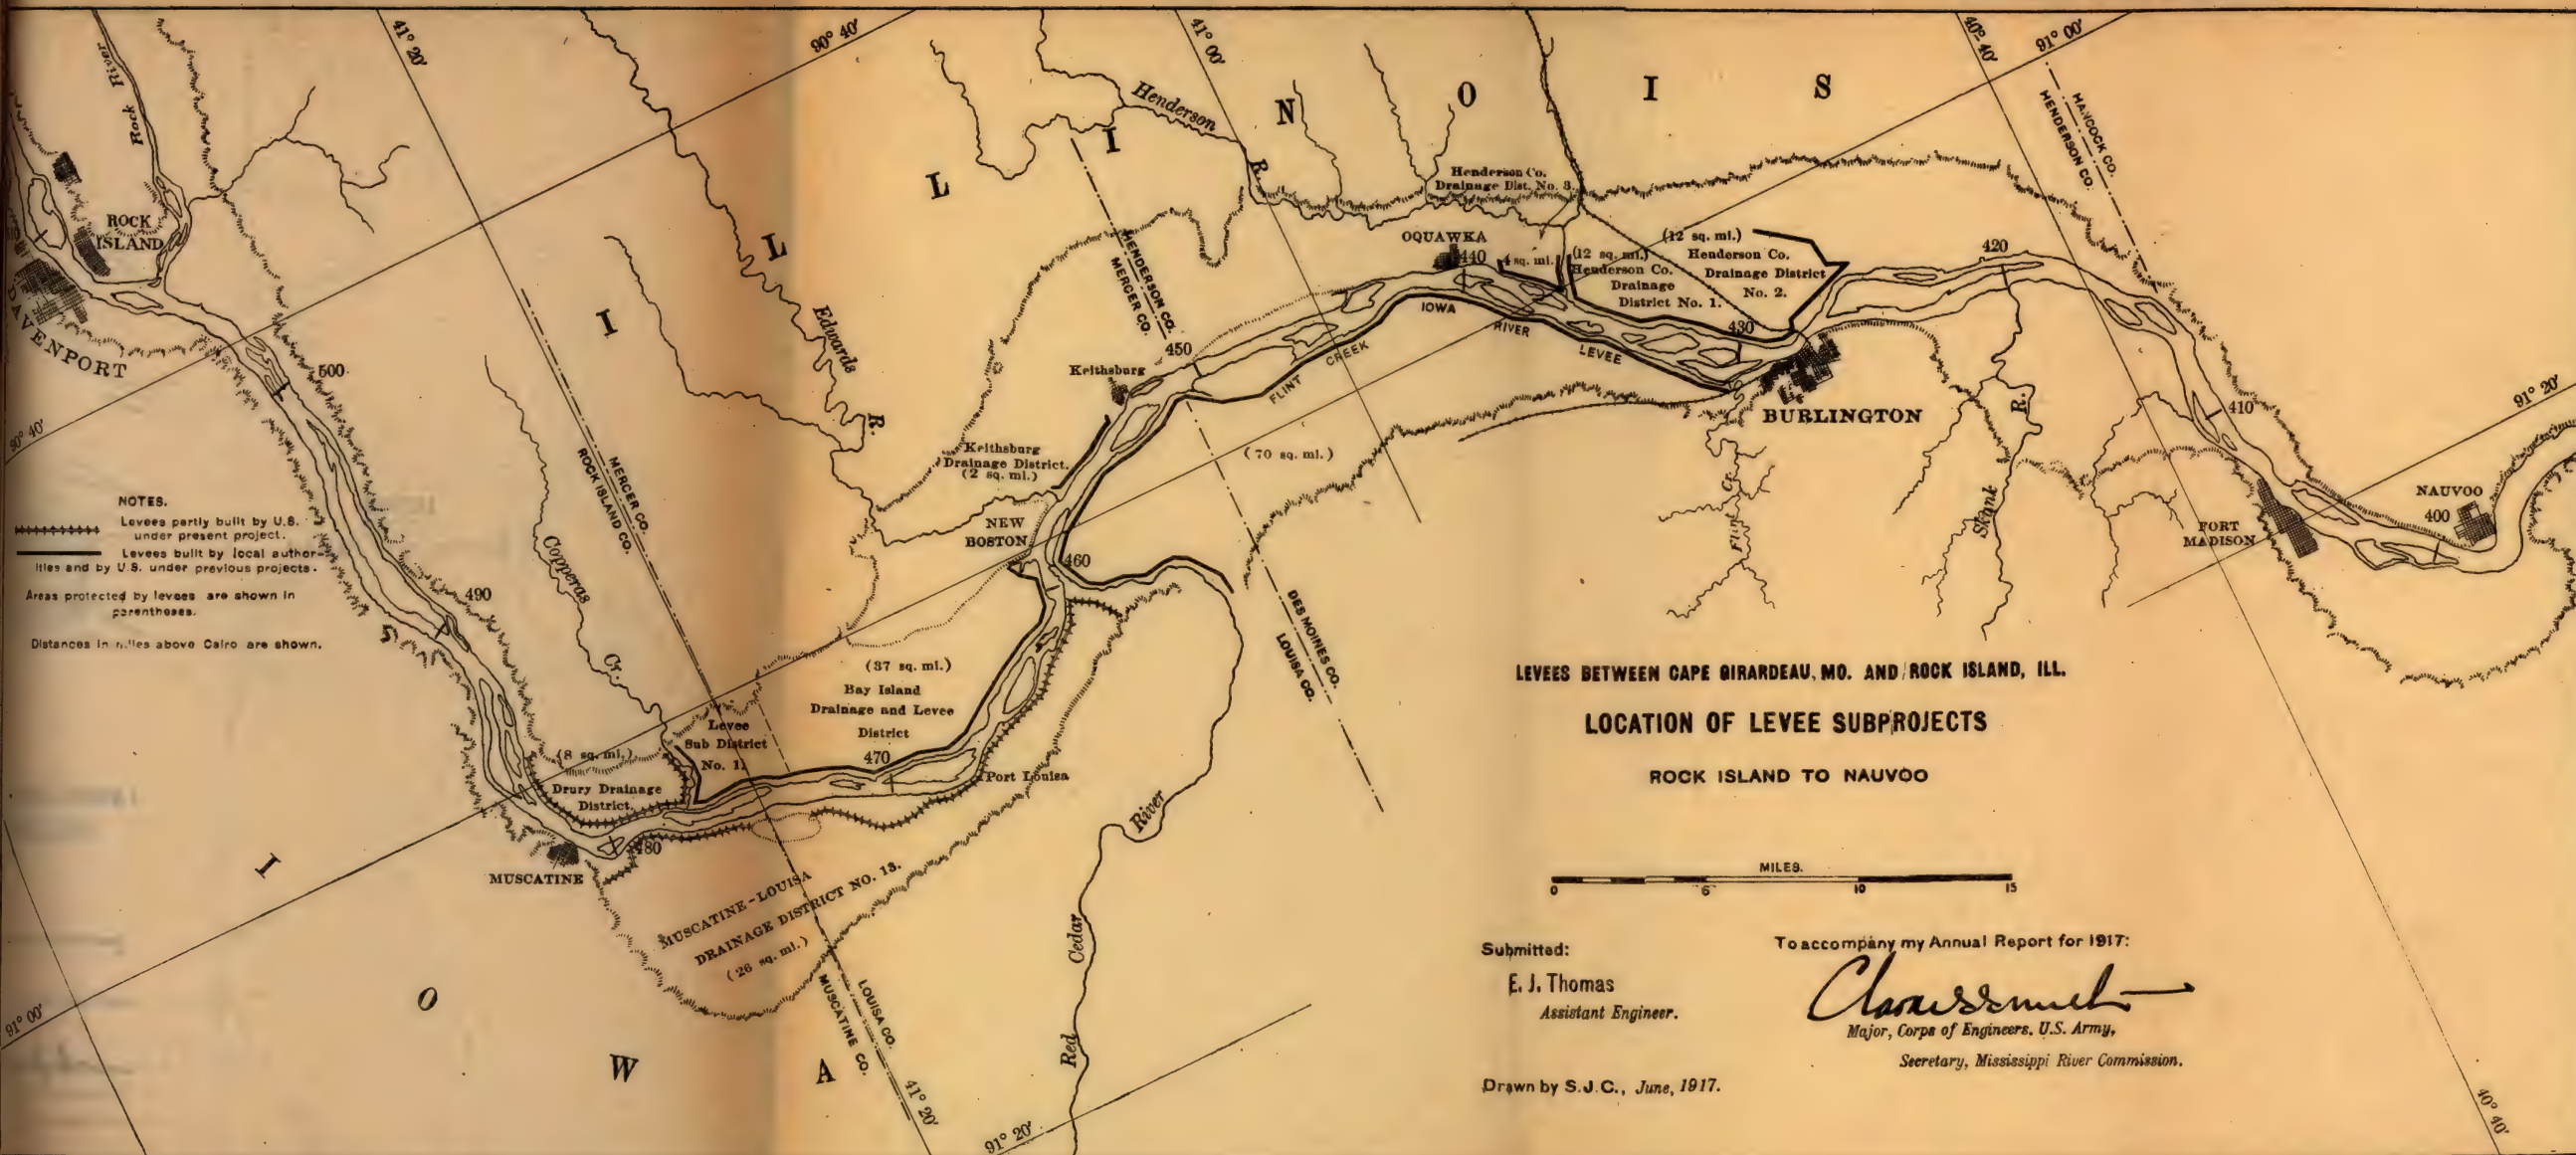 Rock River
41° 20'
90° 40'
41° 00'
40° 40'
91° 00'
Henderson
R.
I L L I N O I S
HANCOCK CO.
HENDERSON CO.
Henderson Co.
Drainage Dist. No. 3.
ROCK
ISLAND
DAVENPORT
OQUAWKA
440
4 sq. mi.
(12 sq. mi.)
Henderson Co.
Drainage
District No. 1.
(12 sq. mi.)
Henderson Co.
Drainage District
No. 2.
420
HENDERSON CO.
MERCER CO.
Edwards
R.
IOWA
RIVER
LEVEE
FLINT CREEK
430
450
500
Keithsburg
BURLINGTON
R.
410
91° 20'
90° 40'
Keithsburg
Drainage District.
(2 sq. mi.)
(70 sq. mi.)
MERCER CO.
ROCK ISLAND CO.
Flint Cr.
Skunk
NAUVOO
400
FORT
MADISON
NOTES.
Levees partly built by U.S.
under present project.
Levees built by local author-
ities and by U.S. under previous projects.
Areas protected by levees are shown in
parentheses.
Distances in miles above Cairo are shown.
NEW
BOSTON
460
Copperas
Cr.
490
DES MOINES CO.
LOUISA CO.
(37 sq. mi.)
Bay Island
Drainage and Levee
District
Levee
Sub District
No. 1.
470
Port Louisa
(8 sq. mi.)
Drury Drainage
District.
480
MUSCATINE
MUSCATINE-LOUISA
DRAINAGE DISTRICT NO. 13.
(26 sq. mi.)
River
Cedar
Red
I O W A
LOUISA CO.
MUSCATINE CO.
91° 00'
41° 20'
91° 20'
40° 40'
LEVEES BETWEEN CAPE GIRARDEAU, MO. AND ROCK ISLAND, ILL.
LOCATION OF LEVEE SUBPROJECTS
ROCK ISLAND TO NAUVOO
MILES.
0 5 10 15
Submitted:
E. J. Thomas
Assistant Engineer.
To accompany my Annual Report for 1917:
Major, Corps of Engineers, U.S. Army,
Secretary, Mississippi River Commission.
Drawn by S.J.C., June, 1917.